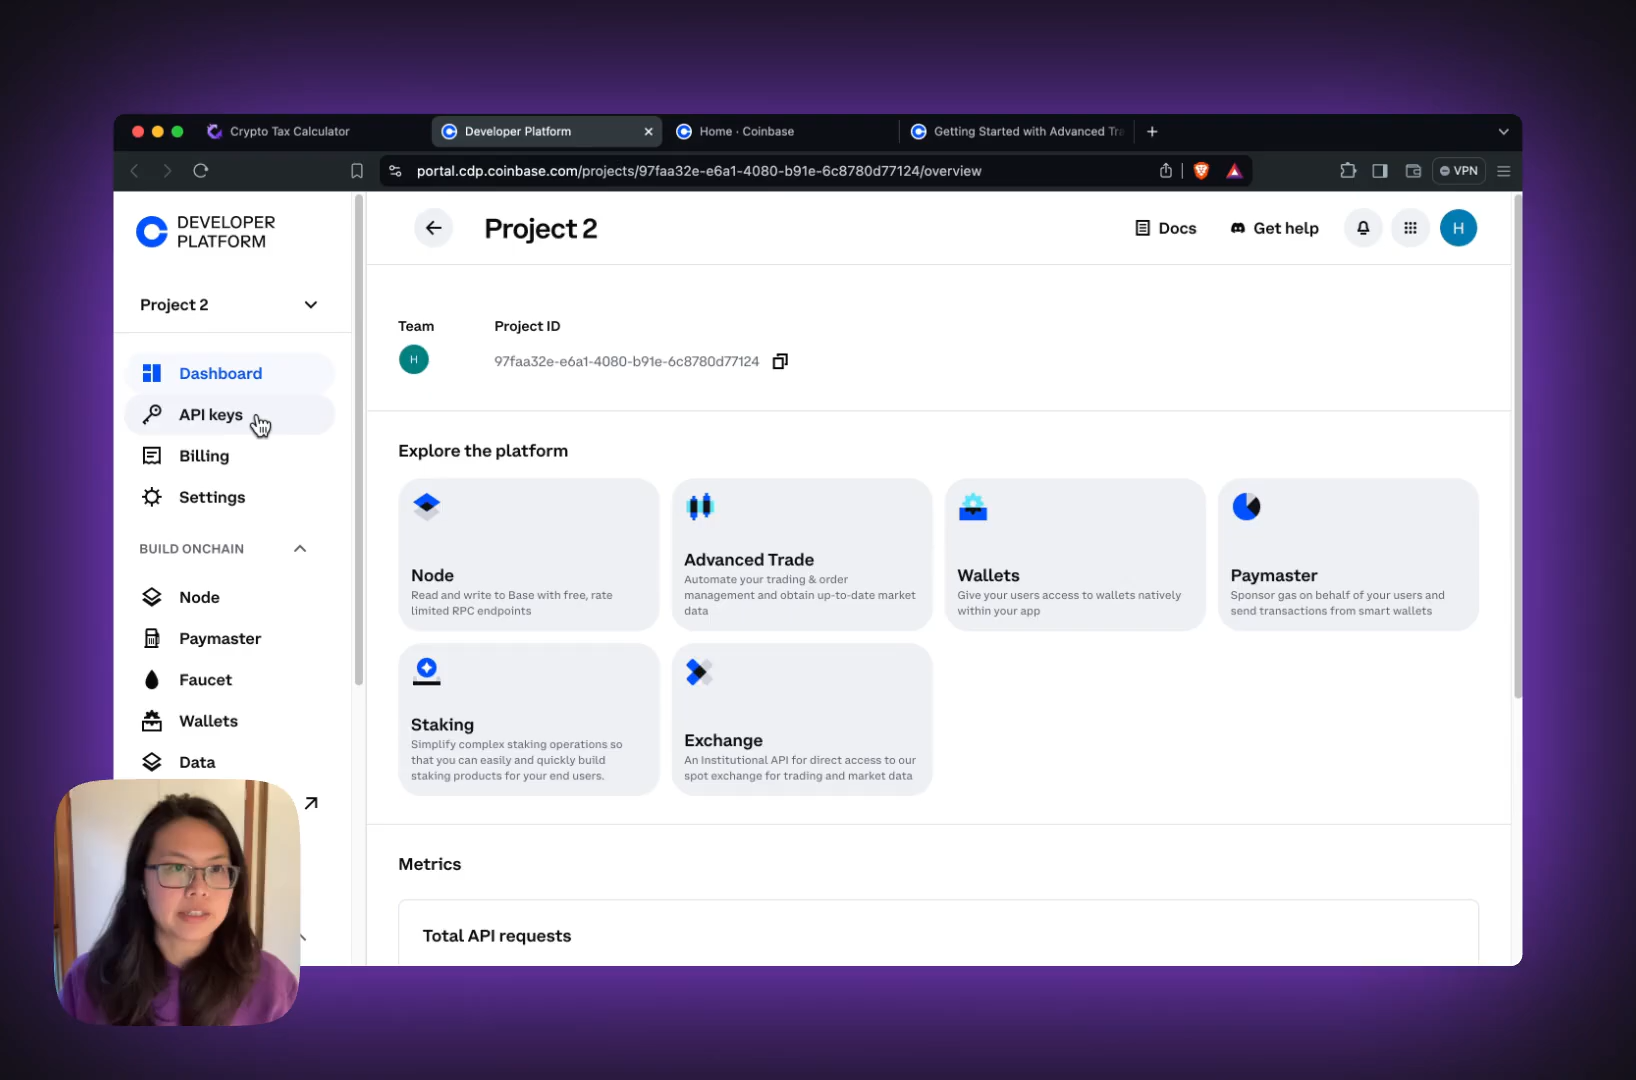 Crypto Tax Calculator
Developer Platform
Home · Coinbase
Getting Started with Advanced Tra
portal.cdp.coinbase.com/projects/97faa32e-e6a1-4080-b91e-6c8780d77124/overview
VPN
DEVELOPER
PLATFORM
Project 2
Docs
Get help
H
Project 2
Dashboard
API keys
Billing
Settings
BUILD ONCHAIN
Node
Paymaster
Faucet
Wallets
Data
Team
H
Project ID
97faa32e-e6a1-4080-b91e-6c8780d77124
Explore the platform
Node
Read and write to Base with free, rate
limited RPC endpoints
Advanced Trade
Automate your trading & order
management and obtain up-to-date market
data
Wallets
Give your users access to wallets natively
within your app
Paymaster
Sponsor gas on behalf of your users and
send transactions from smart wallets
Staking
Simplify complex staking operations so
that you can easily and quickly build
staking products for your end users.
Exchange
An Institutional API for direct access to our
spot exchange for trading and market data
Metrics
Total API requests